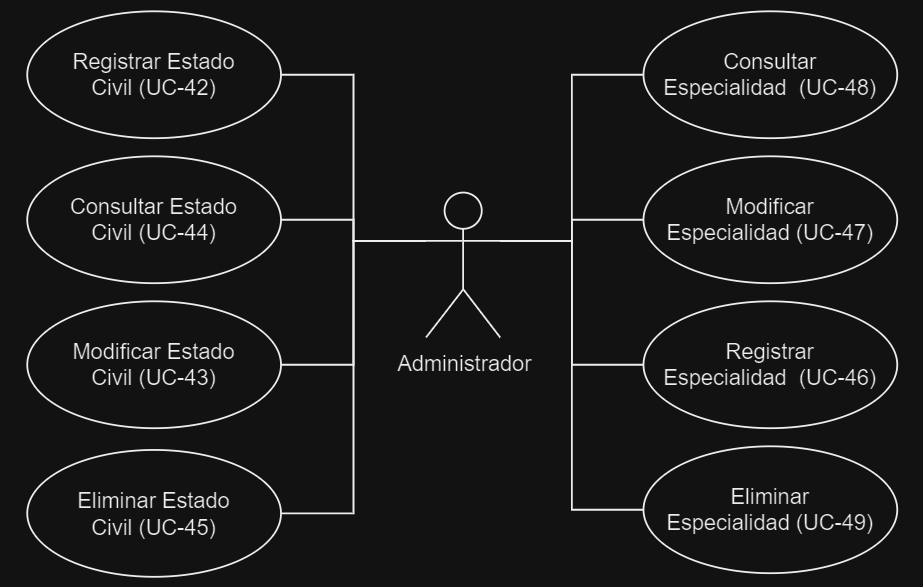 Registrar Estado
Civil (UC-42)
Consultar Estado
Civil (UC-44)
Modificar Estado
Civil (UC-43)
Eliminar Estado
Civil (UC-45)
Administrador
Consultar
Especialidad  (UC-48)
Modificar
Especialidad (UC-47)
Registrar
Especialidad  (UC-46)
Eliminar
Especialidad (UC-49)